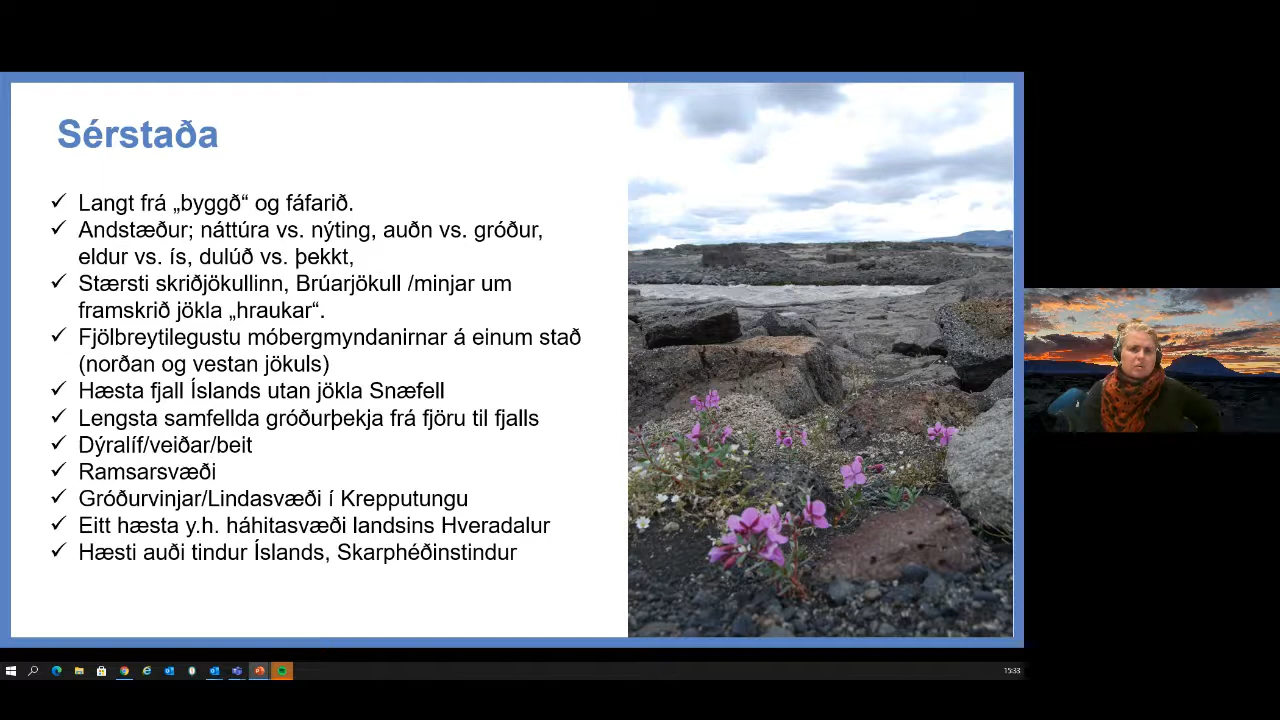 Sérstaða
Langt frá „byggð“ og fáfarið.
Andstæður; náttúra vs. nýting, auðn vs. gróður,
eldur vs. ís, dulúð vs. þekkt,
Stærsti skriðjökullinn, Brúarjökull /minjar um
framskrið jökla „hraukar“.
Fjölbreytilegustu móbergmyndanirnar á einum stað
(norðan og vestan jökuls)
Hæsta fjall Íslands utan jökla Snæfell
Lengsta samfellda gróðurþekja frá fjöru til fjalls
Dýralíf/veiðar/beit
Ramsarsvæði
Gróðurvinjar/Lindasvæði í Krepputungu
Eitt hæsta y.h. háhitasvæði landsins Hveradalur
Hæsti auði tindur Íslands, Skarphéðinstindur
15:33